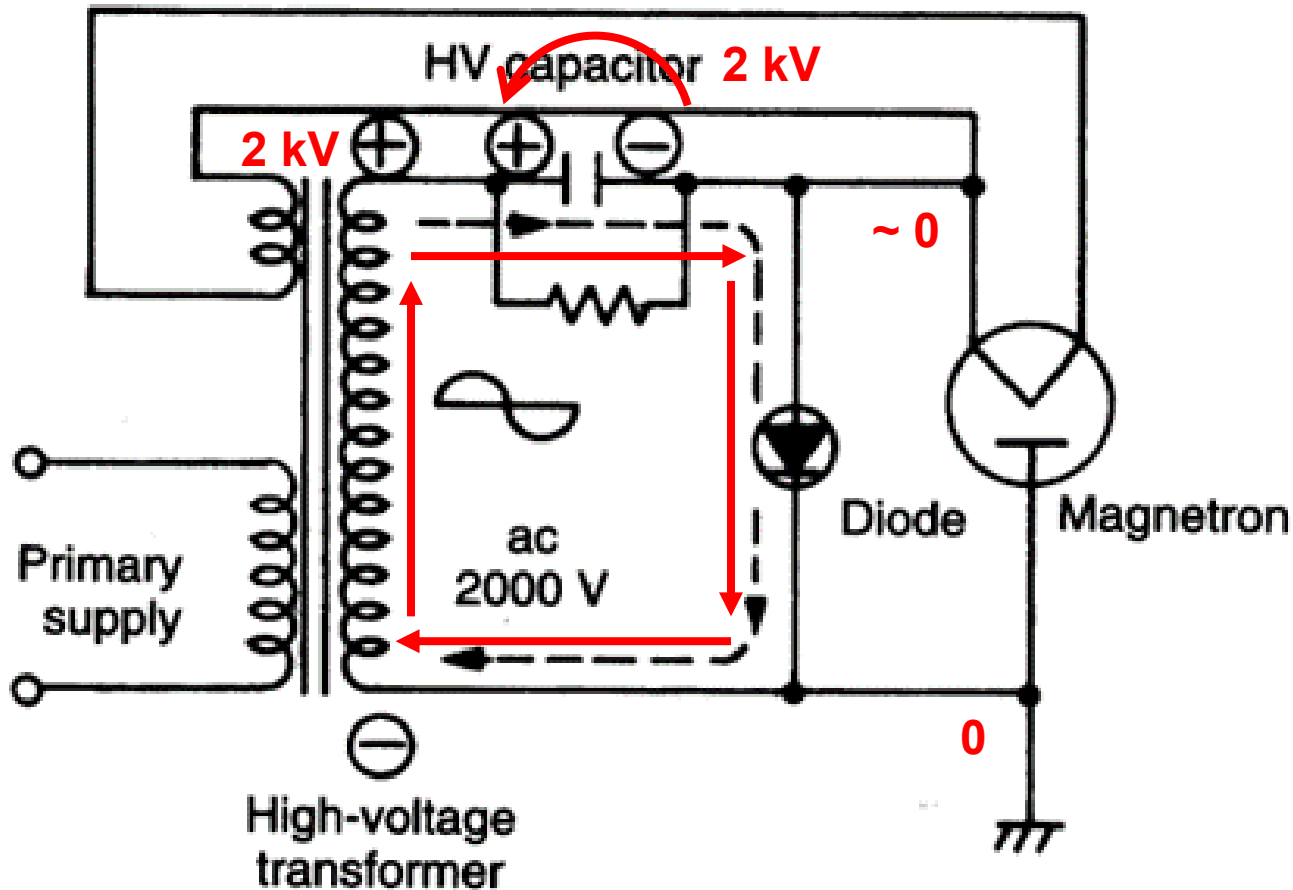 HV capacitor 2 kV
2 kV
~ 0
ac
2000 V
Diode
Magnetron
Primary
supply
0
High-voltage
transformer